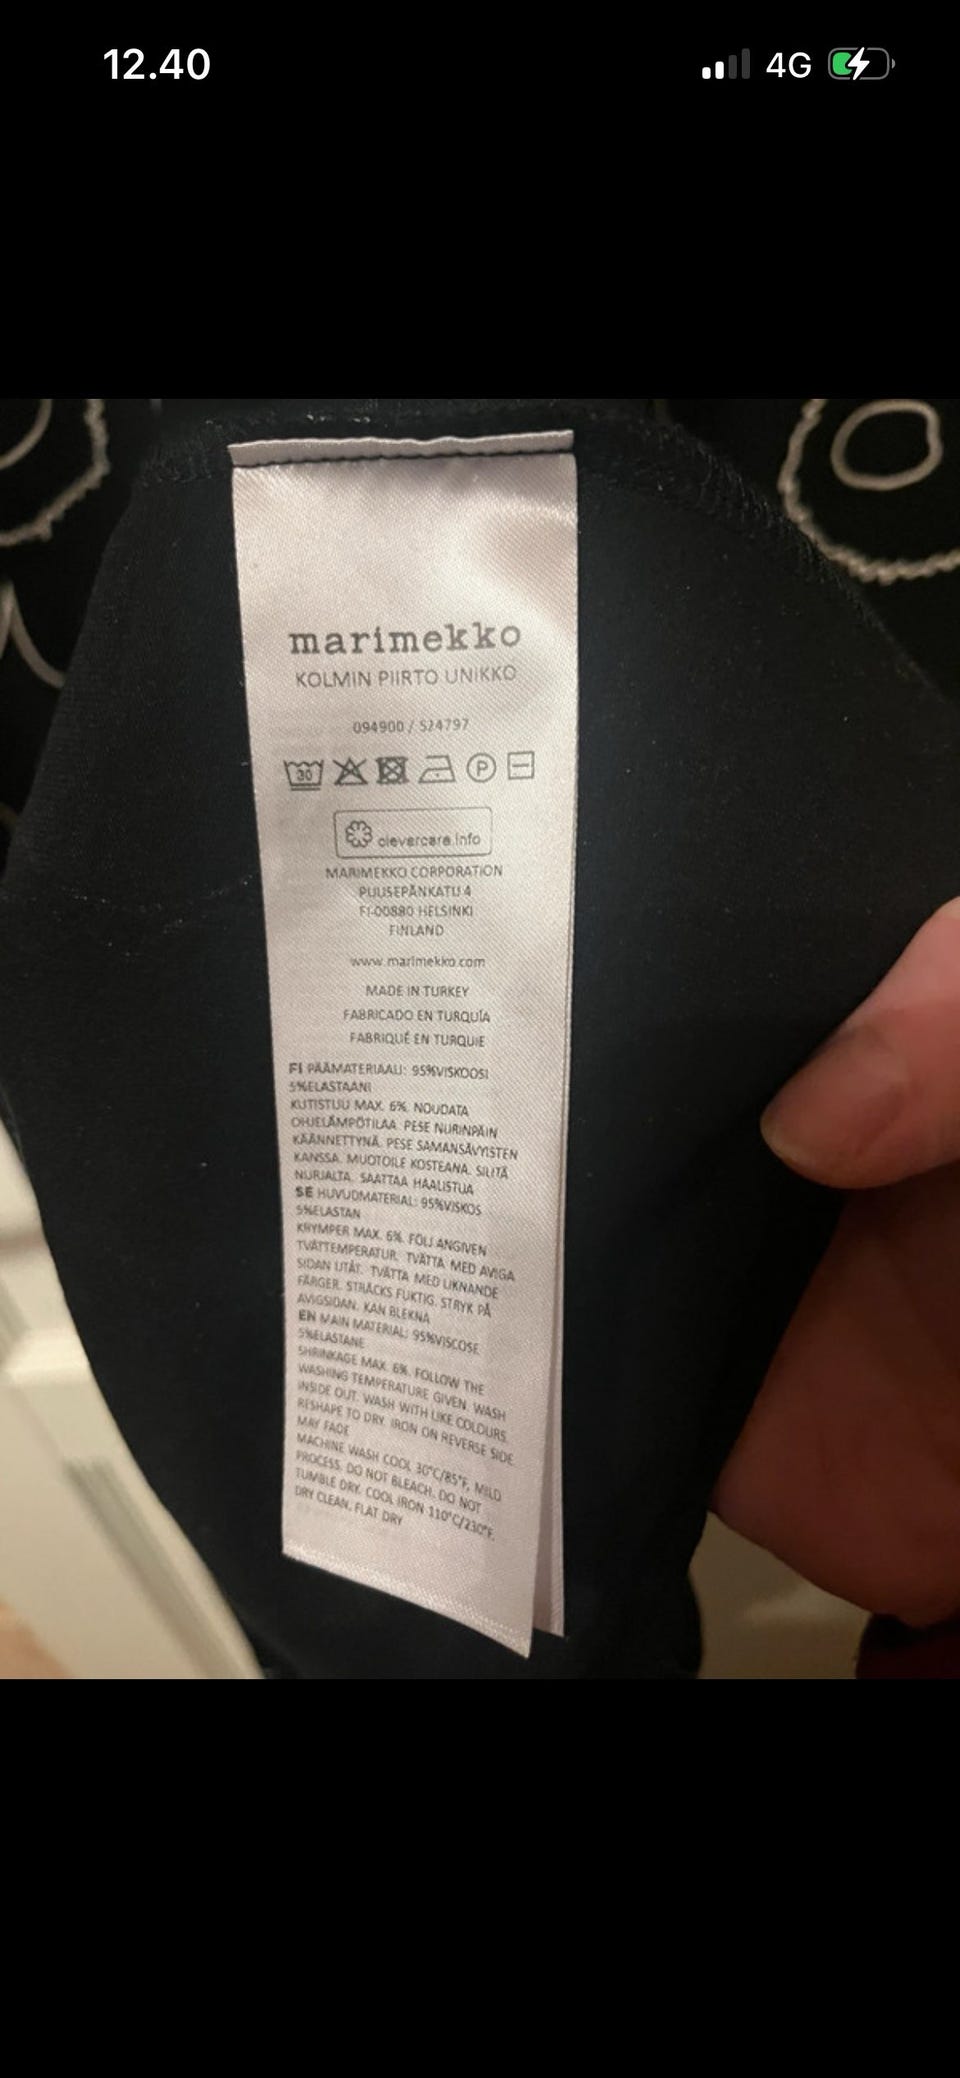 12.40
4G
marimekko
KOLMIN PIIRTO UNIKKO
094900 / 524797
30
P
clevercare.info
MARIMEKKO CORPORATION
PUUSEPÄNKATU 4
FI-00880 HELSINKI
FINLAND
www.marimekko.com
MADE IN TURKEY
FABRICADO EN TURQUÍA
FABRIQUÉ EN TURQUIE
FI PÄÄMATERIAALI: 95%VISKOOSI
5%ELASTAANI
KUTISTUU MAX. 6%. NOUDATA
OHJELÄMPÖTILAA. PESE NURINPÄIN
KÄÄNNETTYNÄ. PESE SAMANSÄVYISTEN
KANSSA. MUOTOILE KOSTEANA. SILITÄ
NURJALTA. SAATTAA HAALISTUA
SE HUVUDMATERIAL: 95%VISKOS
5%ELASTAN
KRYMPER MAX. 6%. FÖLJ ANGIVEN
TVÄTTEMPERATUR. TVÄTTA MED AVIGA
SIDAN UTÅT. TVÄTTA MED LIKNANDE
FÄRGER. STRÄCKS FUKTIG. STRYK PÅ
AVIGSIDAN. KAN BLEKNA
EN MAIN MATERIAL: 95%VISCOSE
5%ELASTANE
SHRINKAGE MAX. 6%. FOLLOW THE
WASHING TEMPERATURE GIVEN. WASH
INSIDE OUT. WASH WITH LIKE COLOURS.
RESHAPE TO DRY. IRON ON REVERSE SIDE.
MAY FADE
MACHINE WASH COOL 30°C/85°F, MILD
PROCESS. DO NOT BLEACH. DO NOT
TUMBLE DRY. COOL IRON 110°C/230°F.
DRY CLEAN. FLAT DRY